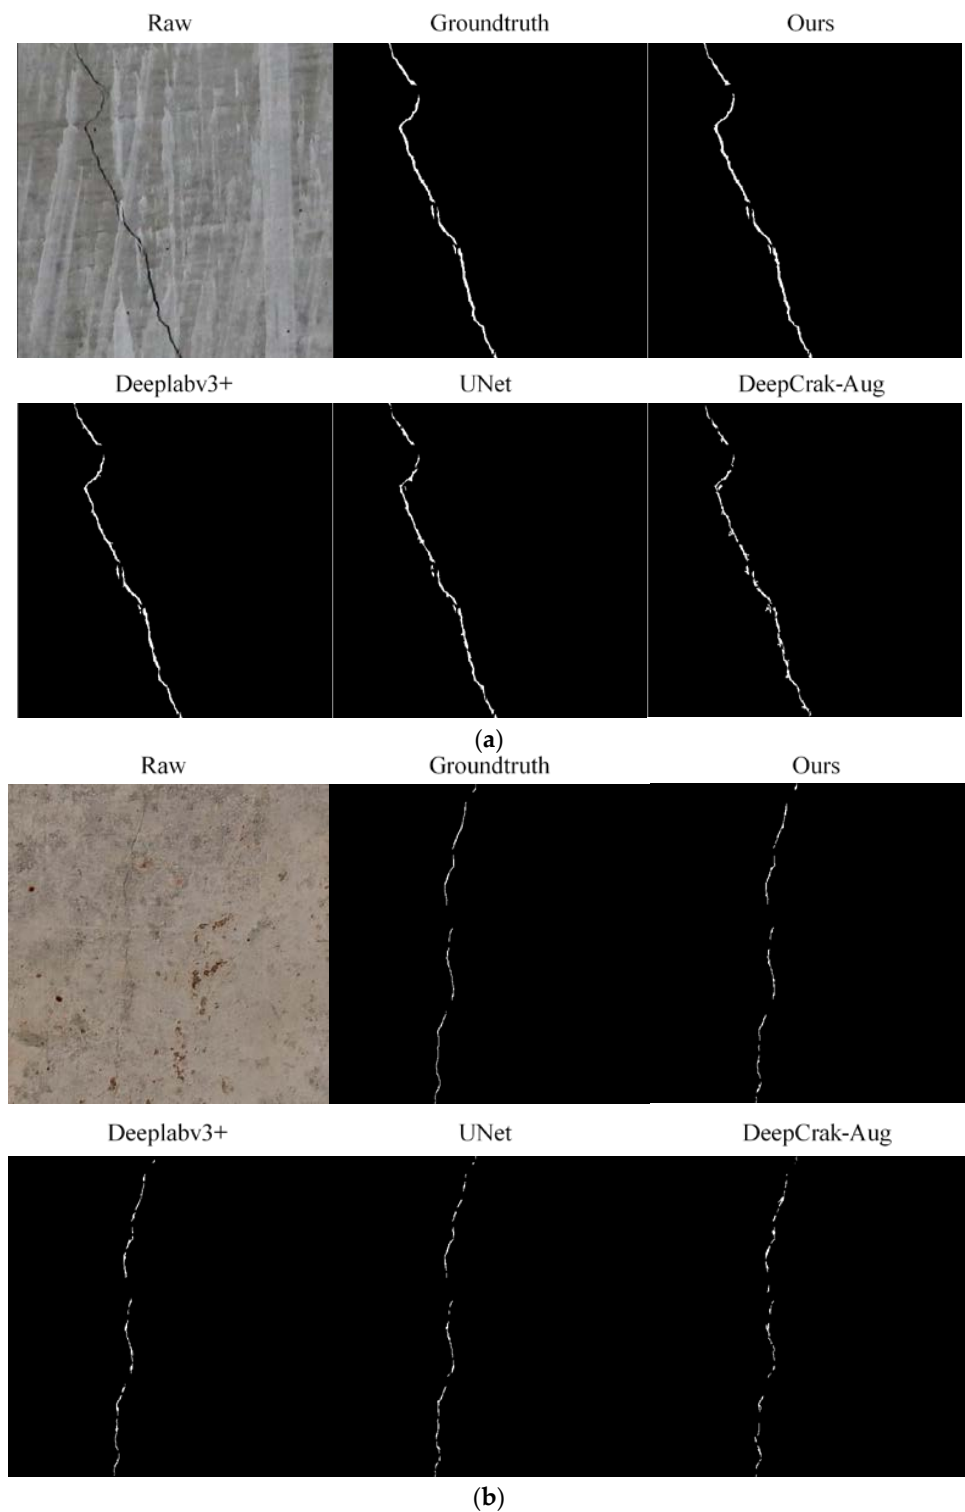 Raw Groundtruth Ours
Deeplabv3+ UNet DeepCrak-Aug
(a)
Raw Groundtruth Ours
Deeplabv3+ UNet DeepCrak-Aug
(b)